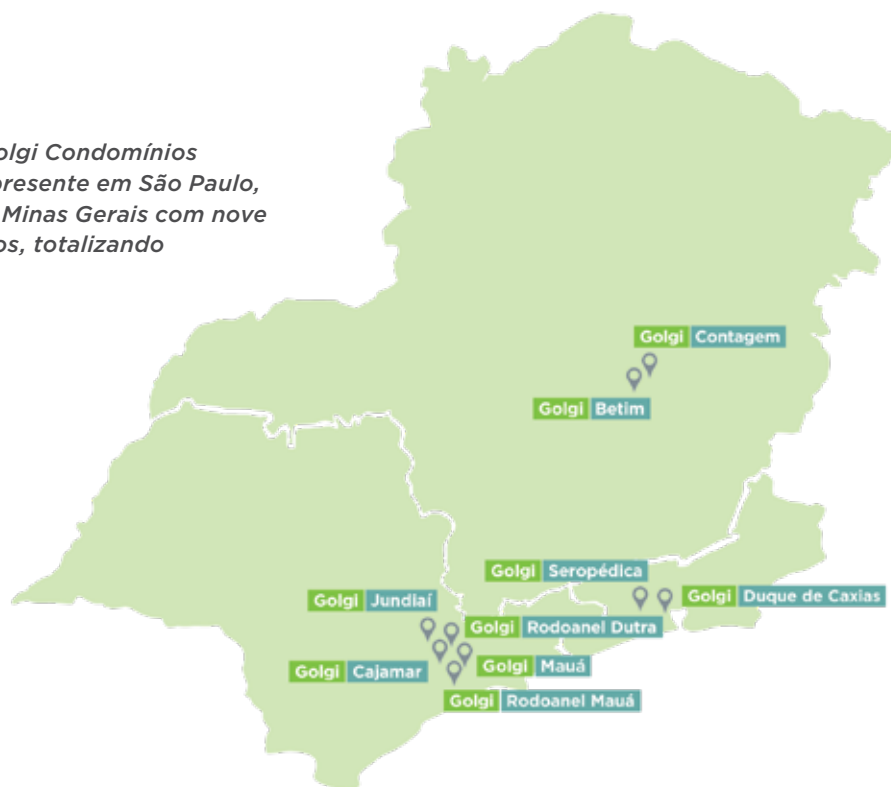 olgi Condomínios
presente em São Paulo,
Minas Gerais com nove
os, totalizando
Golgi Contagem
Golgi Betim
Golgi Seropédica
Golgi Duque de Caxias
Golgi Jundiaí
Golgi Rodoanel Dutra
Golgi Mauá
Golgi Cajamar
Golgi Rodoanel Mauá